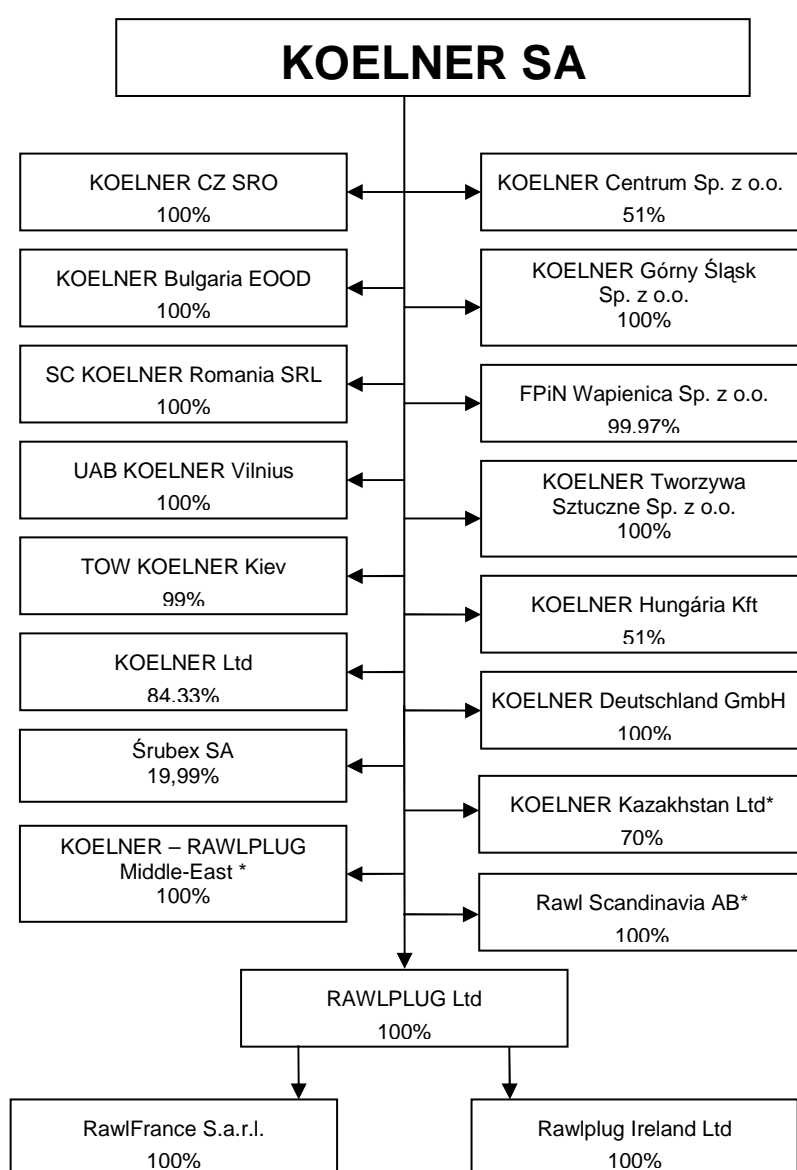 KOELNER SA
KOELNER CZ SRO
100%
KOELNER Centrum Sp. z o.o.
51%
KOELNER Bulgaria EOOD
100%
KOELNER Górny Śląsk
Sp. z o.o.
100%
SC KOELNER Romania SRL
100%
FPiN Wapienica Sp. z o.o.
99.97%
UAB KOELNER Vilnius
100%
KOELNER Tworzywa
Sztuczne Sp. z o.o.
100%
TOW KOELNER Kiev
99%
KOELNER Hungária Kft
51%
KOELNER Ltd
84.33%
KOELNER Deutschland GmbH
100%
Śrubex SA
19,99%
KOELNER Kazakhstan Ltd*
70%
KOELNER – RAWLPLUG
Middle-East *
100%
Rawl Scandinavia AB*
100%
RAWLPLUG Ltd
100%
RawlFrance S.a.r.l.
100%
Rawlplug Ireland Ltd
100%